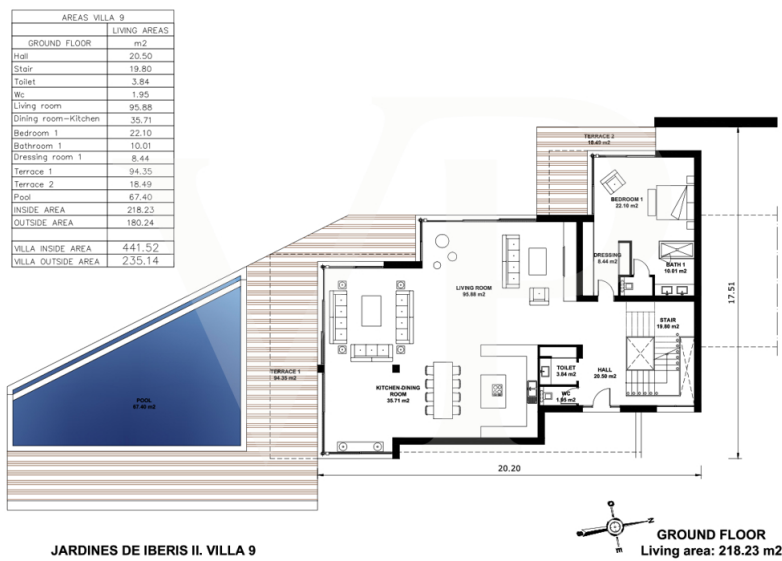 AREAS VILLA 9
LIVING AREAS
GROUND FLOOR m2
Hall 20.50
Stair 19.80
Toilet 3.84
Wc 1.95
Living room 95.88
Dining room-Kitchen 35.71
Bedroom 1 22.10
Bathroom 1 10,01
Dressing room 1 8.44
Terrace 1 94.35
Terrace 2 18.49
Pool 67.40
INSIDE AREA 218.23
OUTSIDE AREA 180.24
VILLA INSIDE AREA 441.52
VILLA OUTSIDE AREA 235.14
TERRACE 2
18.49 m2
BEDROOM 1
22.10 m2
DRESSING
8.44 m2
BATH 1
10.01 m2
LIVING ROOM
95.88 m2
17.51
STAIR
19.80 m2
TERRACE 1
94.35 m2
TOILET
3.84 m2
HALL
20.50 m2
KITCHEN-DINING
ROOM
35.71 m2
WC
1.95 m2
POOL
67.40 m2
20.20
O
N
S
E
GROUND FLOOR
JARDINES DE IBERIS II. VILLA 9
Living area: 218.23 m2